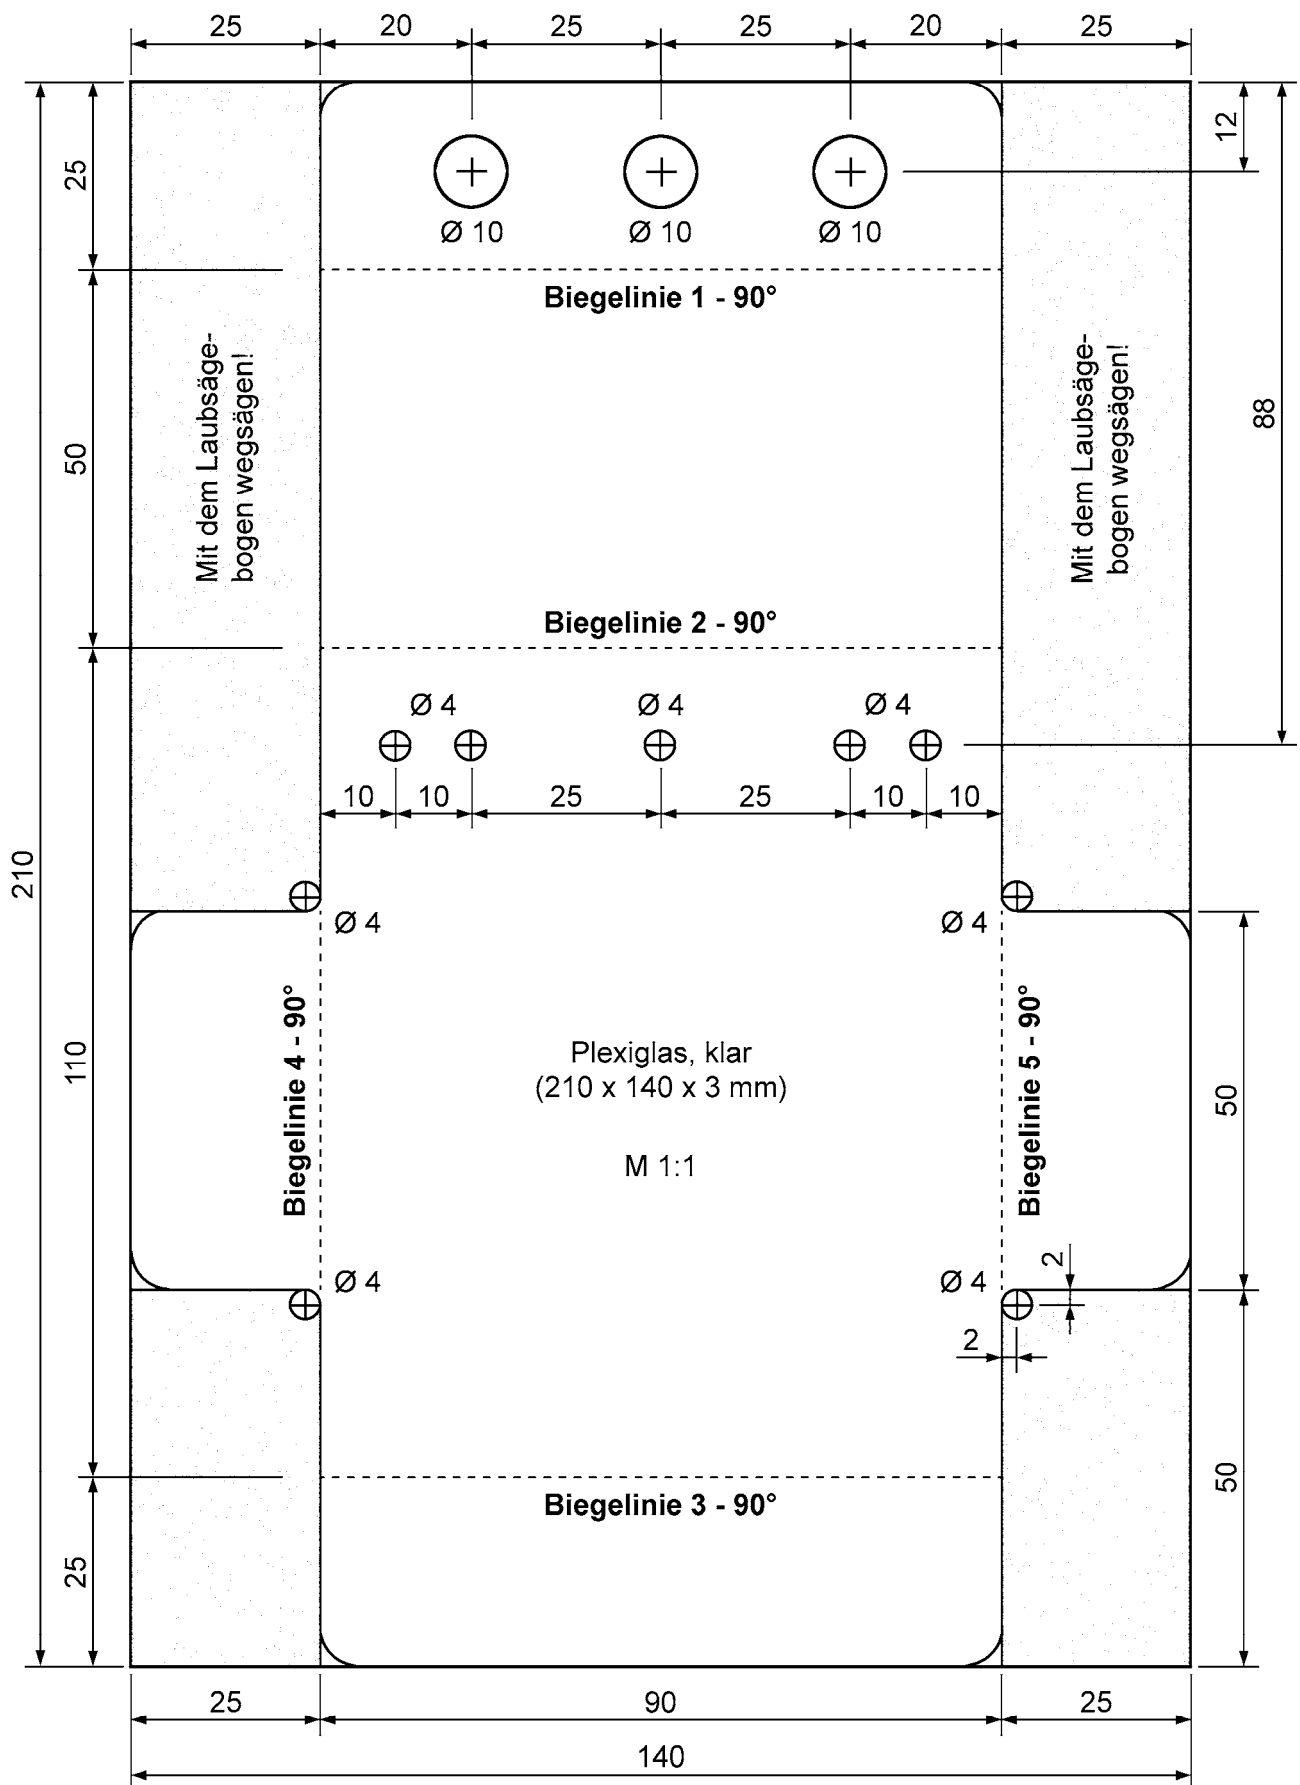 25 20 25 25 20 25
12
25
Ø 10 Ø 10 Ø 10
Biegelinie 1 - 90°
Mit dem Laubsäge-
bogen wegsägen!
Mit dem Laubsäge-
bogen wegsägen!
88
50
Biegelinie 2 - 90°
Ø 4 Ø 4 Ø 4
10 10 25 25 10 10
210
Ø 4 Ø 4
Biegelinie 4 - 90°
Biegelinie 5 - 90°
110
Plexiglas, klar
(210 x 140 x 3 mm)
50
M 1:1
Ø 4 Ø 4
2
2
50
Biegelinie 3 - 90°
25
25 90 25
140